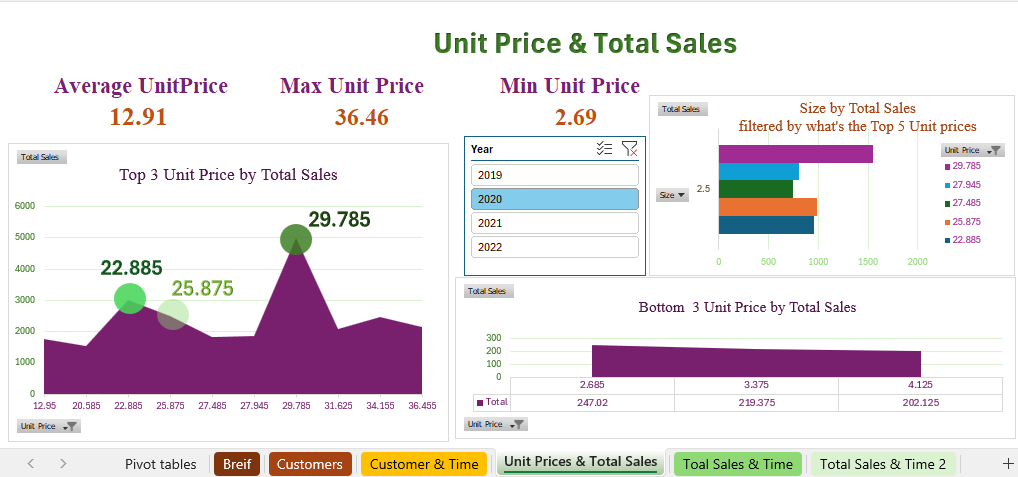 Unit Price & Total Sales
Average UnitPrice
12.91
Max Unit Price
36.46
Min Unit Price
2.69
Total Sales
Top 3 Unit Price by Total Sales
6000
5000
4000
3000
2000
1000
0
22.885
25.875
29.785
12.95 20.585 22.885 25.875 27.485 27.945 29.785 31.625 34.155 36.455
Unit Price
Year
2019
2020
2021
2022
Total Sales
Size by Total Sales
filtered by what's the Top 5 Unit prices
Size
2.5
0 500 1000 1500 2000
Unit Price
29.785
27.945
27.485
25.875
22.885
Total Sales
Bottom 3 Unit Price by Total Sales
300
200
100
0
2.685 3.375 4.125
Total 247.02 219.375 202.125
Unit Price
Pivot tables Breif Customers Customer & Time Unit Prices & Total Sales Toal Sales & Time Total Sales & Time 2